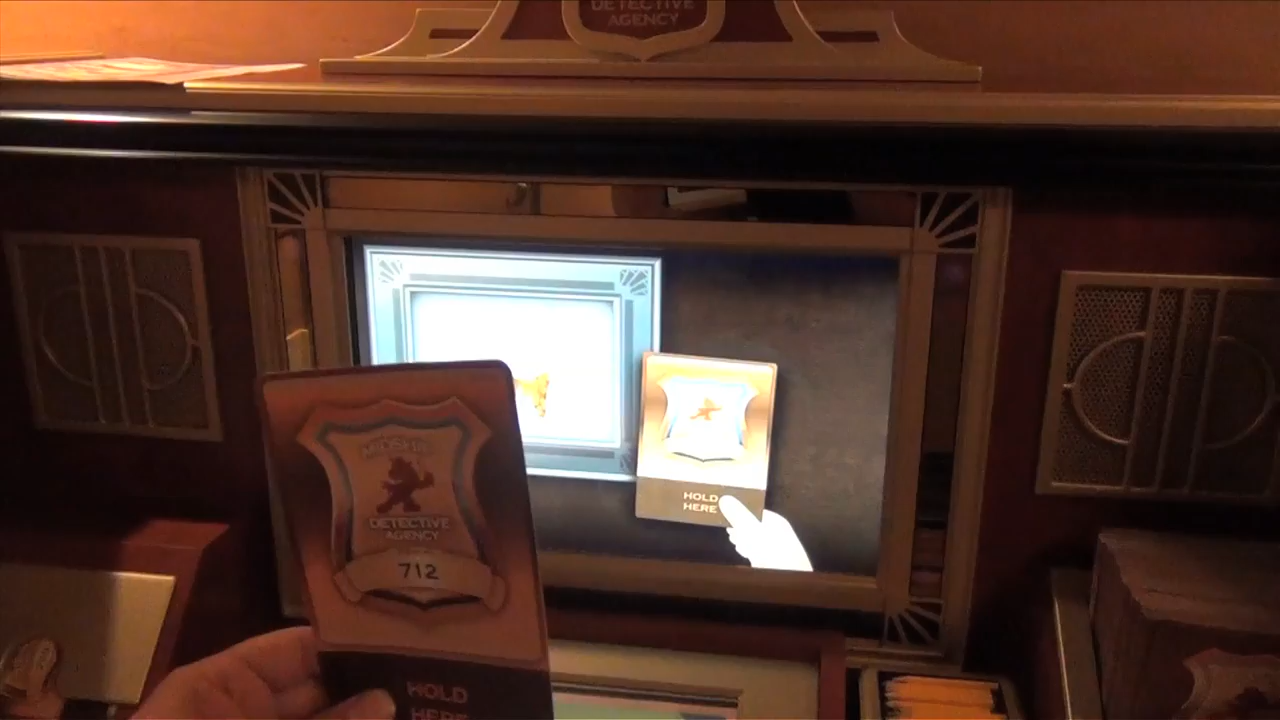 DETECTIVE
AGENCY
HOLD
HERE
MIDSHIP
DETECTIVE
AGENCY
712
HOLD
HERE